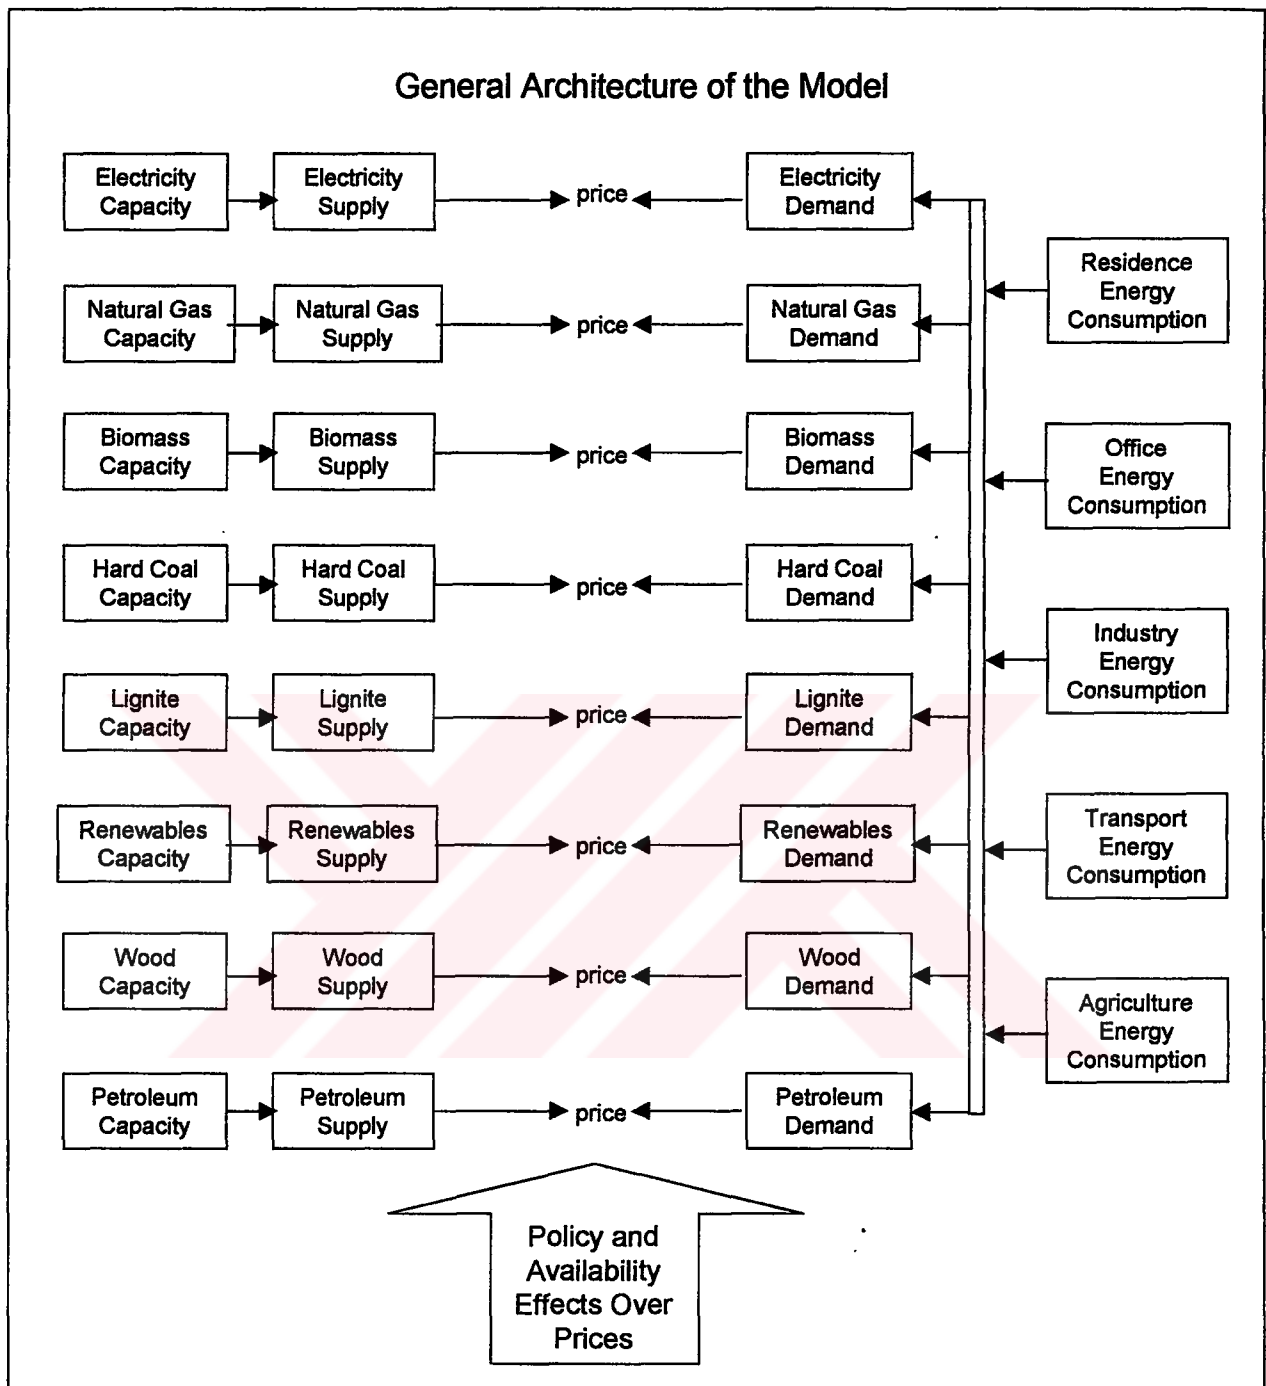 General Architecture of the Model
Electricity
Capacity
Electricity
Supply
price
Electricity
Demand
Natural Gas
Capacity
Natural Gas
Supply
price
Natural Gas
Demand
Biomass
Capacity
Biomass
Supply
price
Biomass
Demand
Hard Coal
Capacity
Hard Coal
Supply
price
Hard Coal
Demand
Lignite
Capacity
Lignite
Supply
price
Lignite
Demand
Renewables
Capacity
Renewables
Supply
price
Renewables
Demand
Wood
Capacity
Wood
Supply
price
Wood
Demand
Petroleum
Capacity
Petroleum
Supply
price
Petroleum
Demand
Residence
Energy
Consumption
Office
Energy
Consumption
Industry
Energy
Consumption
Transport
Energy
Consumption
Agriculture
Energy
Consumption
Policy and
Availability
Effects Over
Prices